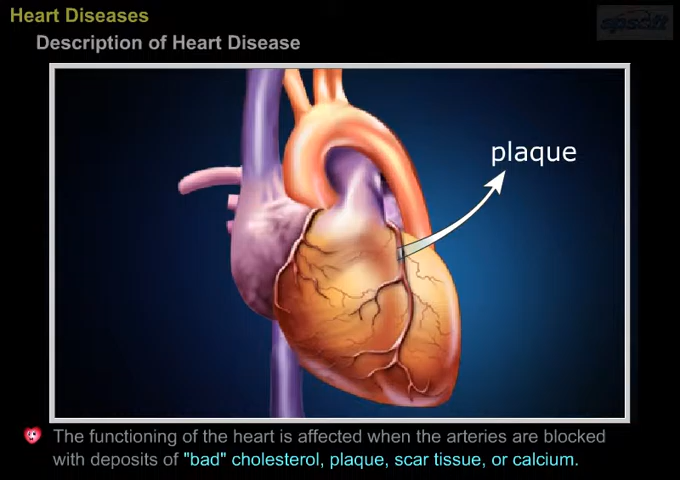 Heart Diseases
Description of Heart Disease
plaque
The functioning of the heart is affected when the arteries are blocked
with deposits of "bad" cholesterol, plaque, scar tissue, or calcium.